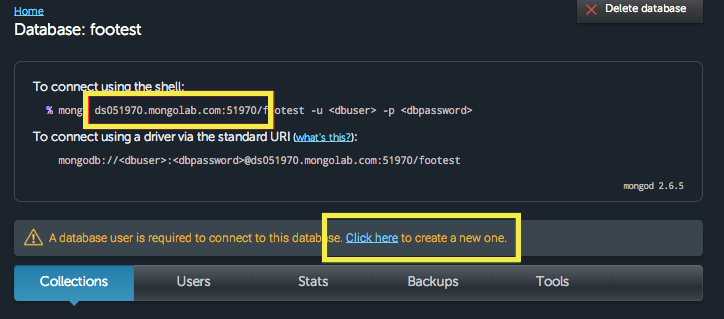 Home
Delete database
Database: footest
To connect using the shell:
% mongo ds051970.mongolab.com:51970/footest -u <dbuser> -p <dbpassword>
To connect using a driver via the standard URI (what's this?):
mongodb://<dbuser>:<dbpassword>@ds051970.mongolab.com:51970/footest
mongod 2.6.5
A database user is required to connect to this database. Click here to create a new one.
Collections Users Stats Backups Tools